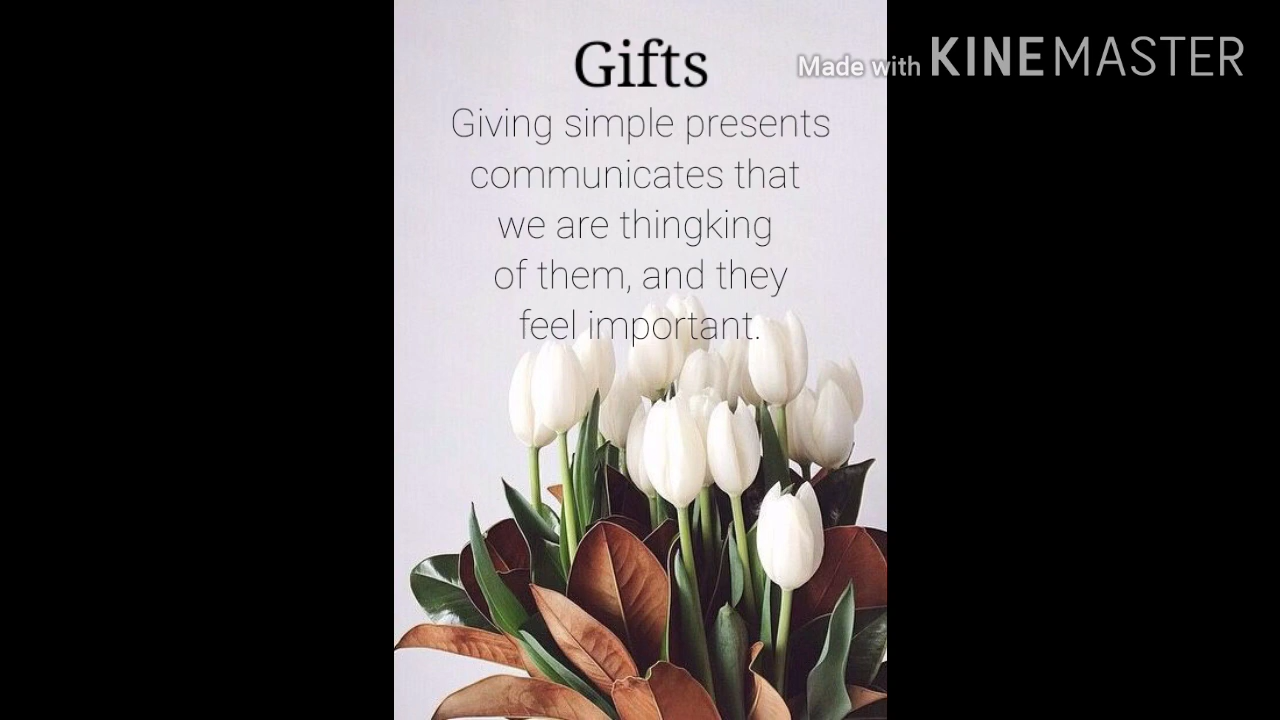 Gifts
Made with KINEMASTER
Giving simple presents
communicates that
we are thingking
of them, and they
feel important.